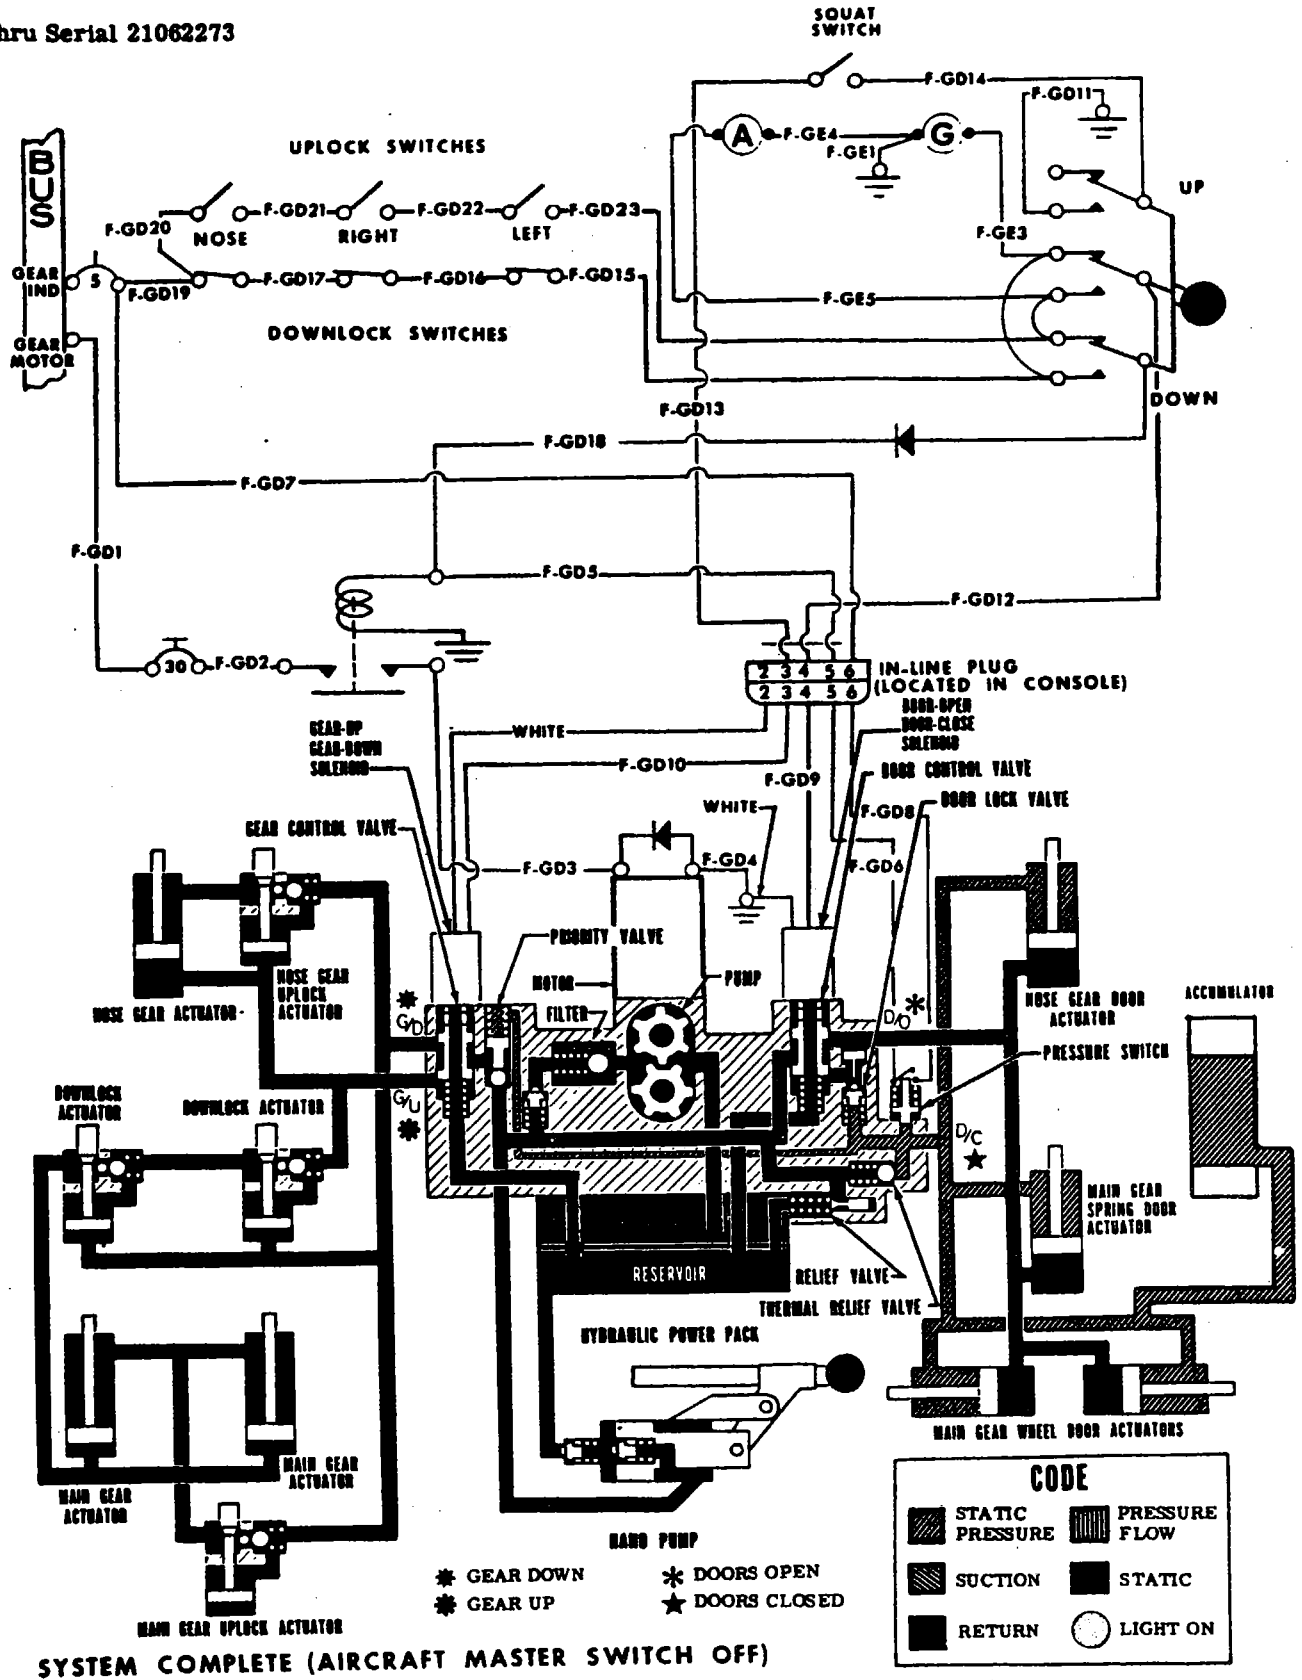 hru Serial 21062273
SQUAT
SWITCH
F-GD14
F-GD11
A
F-GE4
G
F-GE1
UPLOCK SWITCHES
BUS
UP
F-GD20
F-GD21
F-GD22
F-GD23
NOSE
RIGHT
LEFT
F-GE3
GEAR
IND
5
F-GD19
F-GD17
F-GD16
F-GD15
F-GE5
DOWNLOCK SWITCHES
GEAR
MOTOR
DOWN
F-GD13
F-GD18
F-GD7
F-GD1
F-GD5
F-GD12
30
F-GD2
2 3 4 5 6
2 3 4 5 6
IN-LINE PLUG
(LOCATED IN CONSOLE)
GEAR-UP
GEAR-DOWN
SOLENOID
WHITE
DOOR-OPEN
DOOR-CLOSE
SOLENOID
F-GD10
F-GD9
DOOR CONTROL VALVE
WHITE
DOOR LOCK VALVE
F-GD8
GEAR CONTROL VALVE
F-GD3
F-GD4
F-GD6
PRIORITY VALVE
MOTOR
PUMP
FILTER
NOSE GEAR
UPLOCK
ACTUATOR
NOSE GEAR ACTUATOR
G/D
D/O
NOSE GEAR DOOR
ACTUATOR
ACCUMULATOR
PRESSURE SWITCH
DOWNLOCK
ACTUATOR
DOWNLOCK ACTUATOR
G/U
D/C
MAIN GEAR
SPRING DOOR
ACTUATOR
RESERVOIR
RELIEF VALVE
THERMAL RELIEF VALVE
HYDRAULIC POWER PACK
MAIN GEAR WHEEL DOOR ACTUATORS
MAIN GEAR
ACTUATOR
MAIN GEAR
ACTUATOR
HAND PUMP
MAIN GEAR UPLOCK ACTUATOR
GEAR DOWN
GEAR UP
DOORS OPEN
DOORS CLOSED
CODE
STATIC
PRESSURE
PRESSURE
FLOW
SUCTION
STATIC
RETURN
LIGHT ON
SYSTEM COMPLETE (AIRCRAFT MASTER SWITCH OFF)